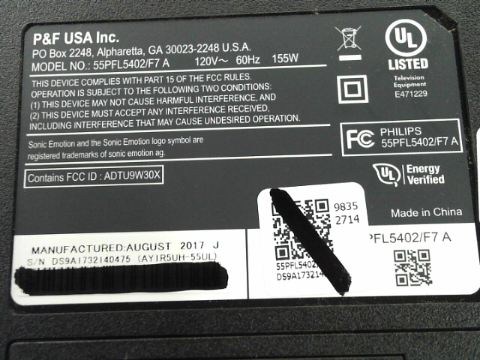 P&F USA Inc.
PO Box 2248, Alpharetta, GA 30023-2248 U.S.A.
MODEL NO.: 55PFL5402/F7 A 120V~ 60Hz 155W
THIS DEVICE COMPLIES WITH PART 15 OF THE FCC RULES.
OPERATION IS SUBJECT TO THE FOLLOWING TWO CONDITIONS:
(1) THIS DEVICE MAY NOT CAUSE HARMFUL INTERFERENCE, AND
(2) THIS DEVICE MUST ACCEPT ANY INTERFERENCE RECEIVED,
INCLUDING INTERFERENCE THAT MAY CAUSE UNDESIRED OPERATION.
Sonic Emotion and the Sonic Emotion logo symbol are
registered trademarks of sonic emotion ag.
Contains FCC ID : ADTU9W30X
UL
LISTED
Television
Equipment
E471229
FC PHILIPS
55PFL5402/F7 A
UL Energy
Verified
Made in China
MANUFACTURED:AUGUST 2017 J
S/N DS9A1732140475 (AY1R5UH-55UL)
9835
2714
55PFL5402
DS9A1732
PFL5402/F7 A